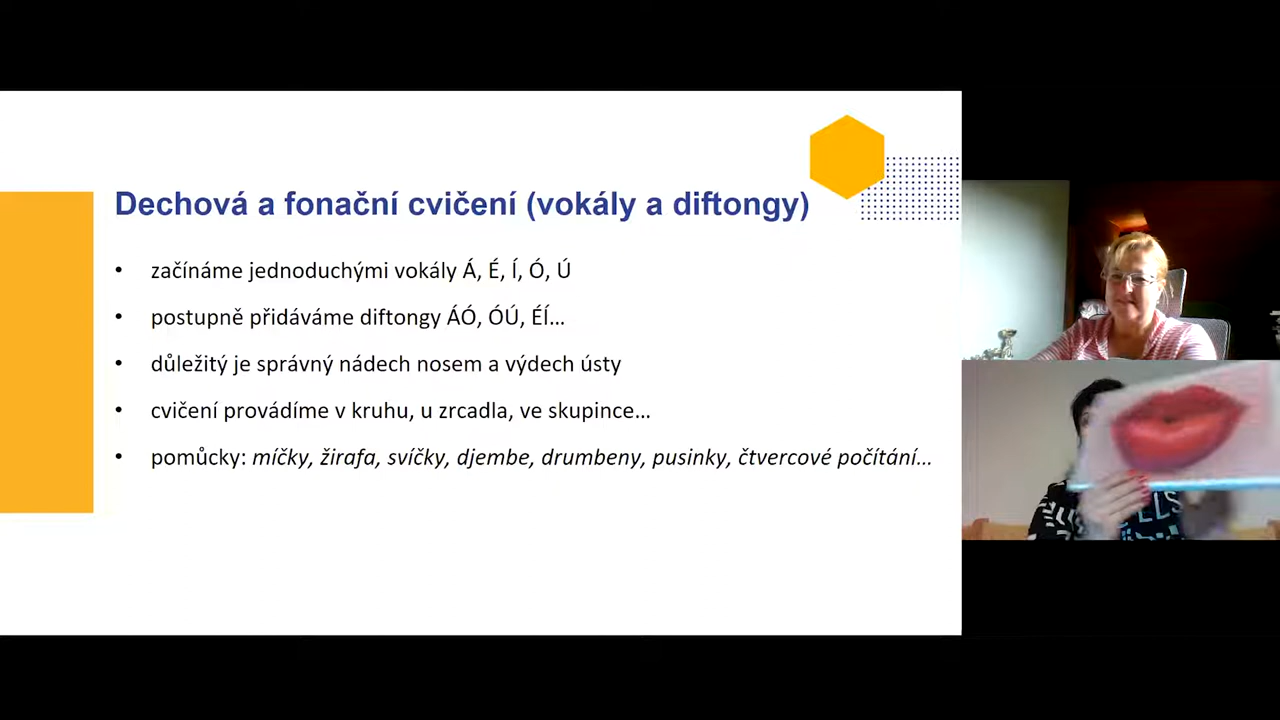 Dechová a fonační cvičení (vokály a diftongy)
• začínáme jednoduchými vokály Á, É, Í, Ó, Ú
• postupně přidáváme diftongy ÁÓ, ÓÚ, ÉÍ…
• důležitý je správný nádech nosem a výdech ústy
• cvičení provádíme v kruhu, u zrcadla, ve skupince…
• pomůcky: míčky, žirafa, svíčky, djembe, drumbeny, pusinky, čtvercové počítání…